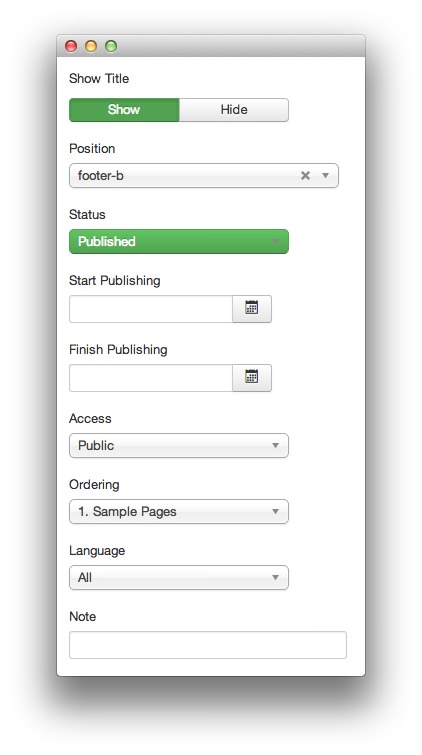 Show Title
Show Hide
Position
footer-b
Status
Published
Start Publishing
Finish Publishing
Access
Public
Ordering
1. Sample Pages
Language
All
Note